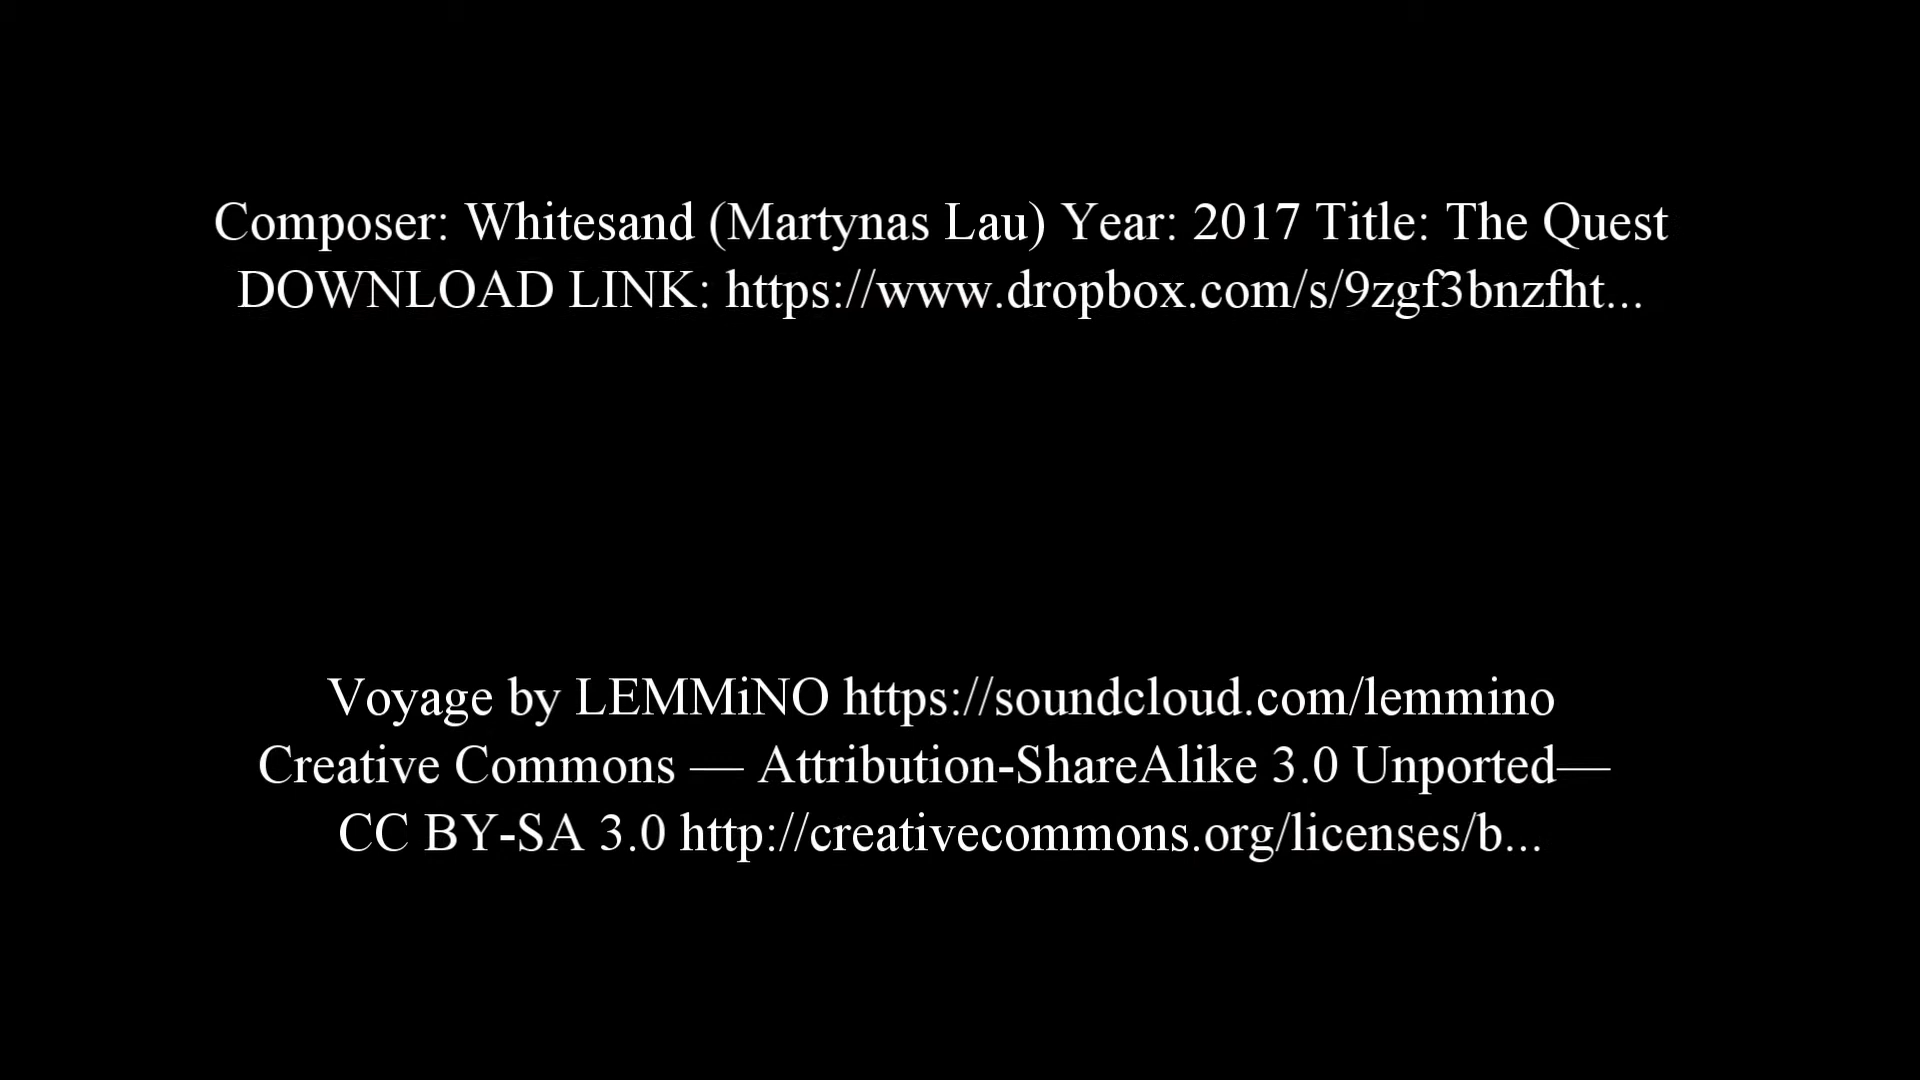 Composer: Whitesand (Martynas Lau) Year: 2017 Title: The Quest
DOWNLOAD LINK: https://www.dropbox.com/s/9zgf3bnzfht...
Voyage by LEMMiNO https://soundcloud.com/lemmino
Creative Commons — Attribution-ShareAlike 3.0 Unported—
CC BY-SA 3.0 http://creativecommons.org/licenses/b...